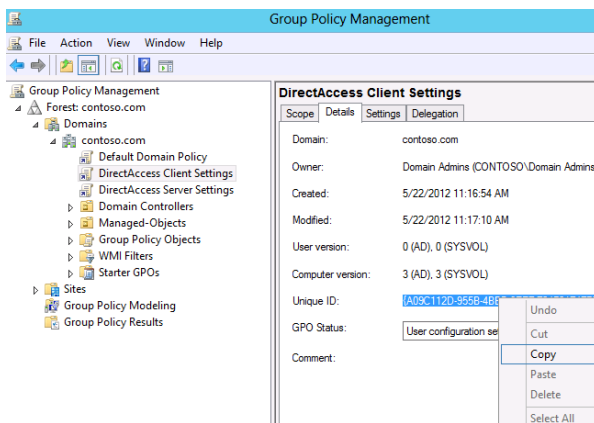 Group Policy Management
File Action View Window Help
Group Policy Management
Forest: contoso.com
Domains
contoso.com
Default Domain Policy
DirectAccess Client Settings
DirectAccess Server Settings
Domain Controllers
Managed-Objects
Group Policy Objects
WMI Filters
Starter GPOs
Sites
Group Policy Modeling
Group Policy Results
DirectAccess Client Settings
Scope Details Settings Delegation
Domain: contoso.com
Owner: Domain Admins (CONTOSO\Domain Admins
Created: 5/22/2012 11:16:54 AM
Modified: 5/22/2012 11:17:10 AM
User version: 0 (AD), 0 (SYSVOL)
Computer version: 3 (AD), 3 (SYSVOL)
Unique ID: {A09C112D-955B-4BE
GPO Status: User configuration se
Comment:
Undo
Cut
Copy
Paste
Delete
Select All